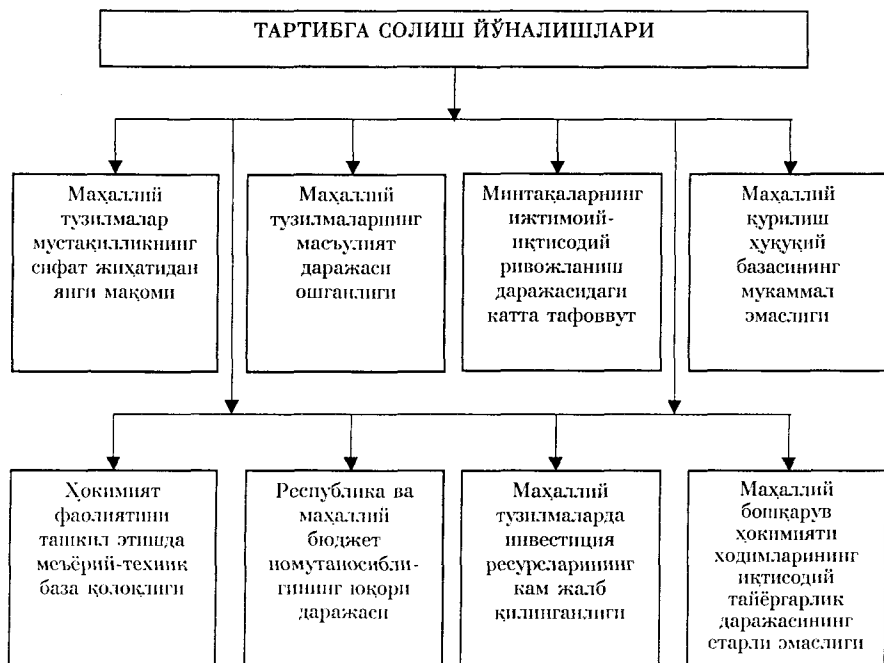 ТАРТИБГА СОЛИШ ЙЎНАЛИШЛАРИ
Маҳаллий
тузилмалар
мустақилликнинг
сифат жиҳатидан
янги мақоми
Маҳаллий
тузилмаларнинг
масъулият
даражаси
ошганлиги
Минтақаларнинг
ижтимоий-
иқтисодий
ривожланиш
даражасидаги
катта тафоввут
Маҳаллий
қурилиш
ҳуқуқий
базасининг
мукаммал
эмаслиги
Ҳокимият
фаолиятини
ташкил этишда
меъёрий-техник
база қолоқлиги
Республика ва
маҳаллий
бюджет
номутаносибли-
гининг юқори
даражаси
Маҳаллий
тузилмаларда
инвестиция
ресурсларининг
кам жалб
қилинганлиги
Маҳаллий
бошқарув
ҳокимияти
ходимларининг
иқтисодий
тайёргарлик
даражасининг
етарли эмаслиги